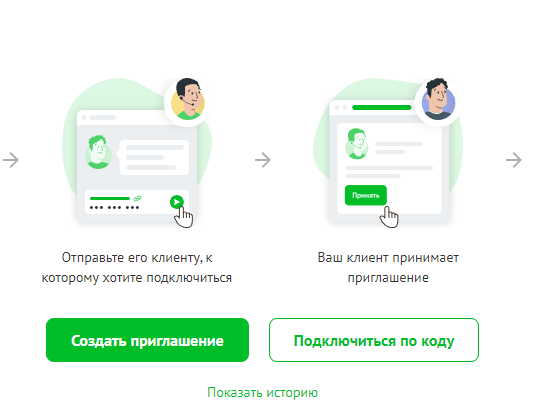 Принять
Отправьте его клиенту, к
которому хотите подключиться
Ваш клиент принимает
приглашение
Создать приглашение
Подключиться по коду
Показать историю